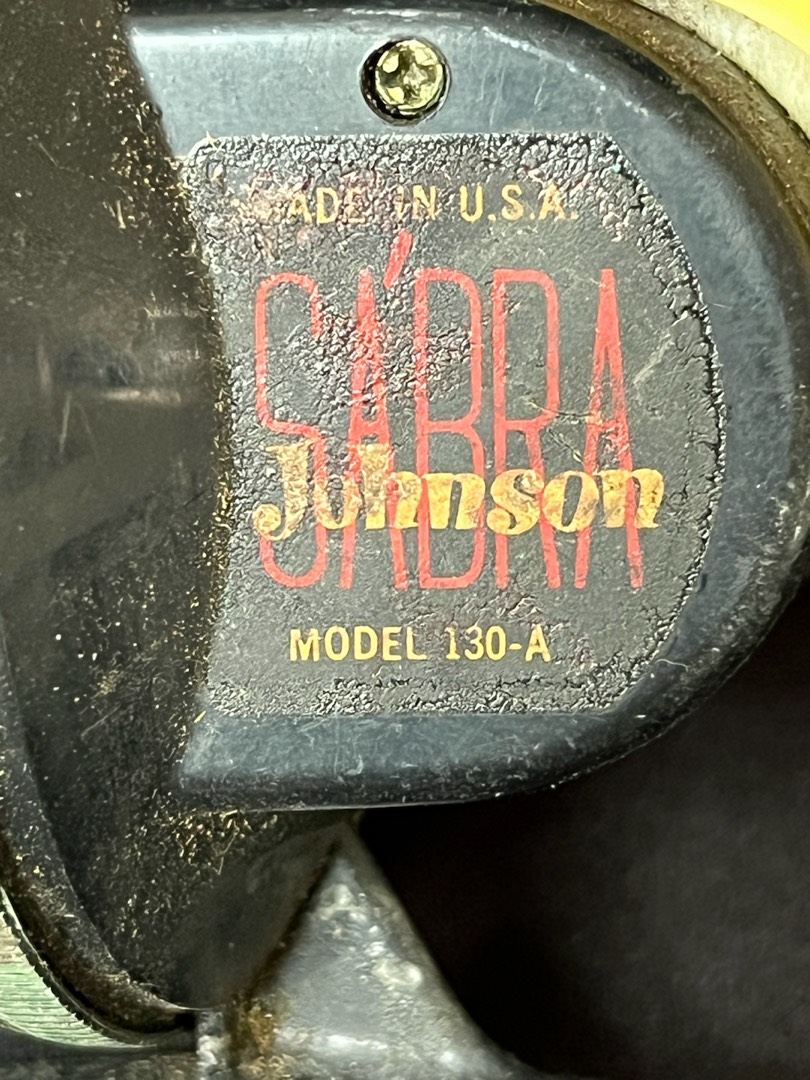 MADE IN U.S.A.
SÁBRA
Johnson
MODEL 130-A